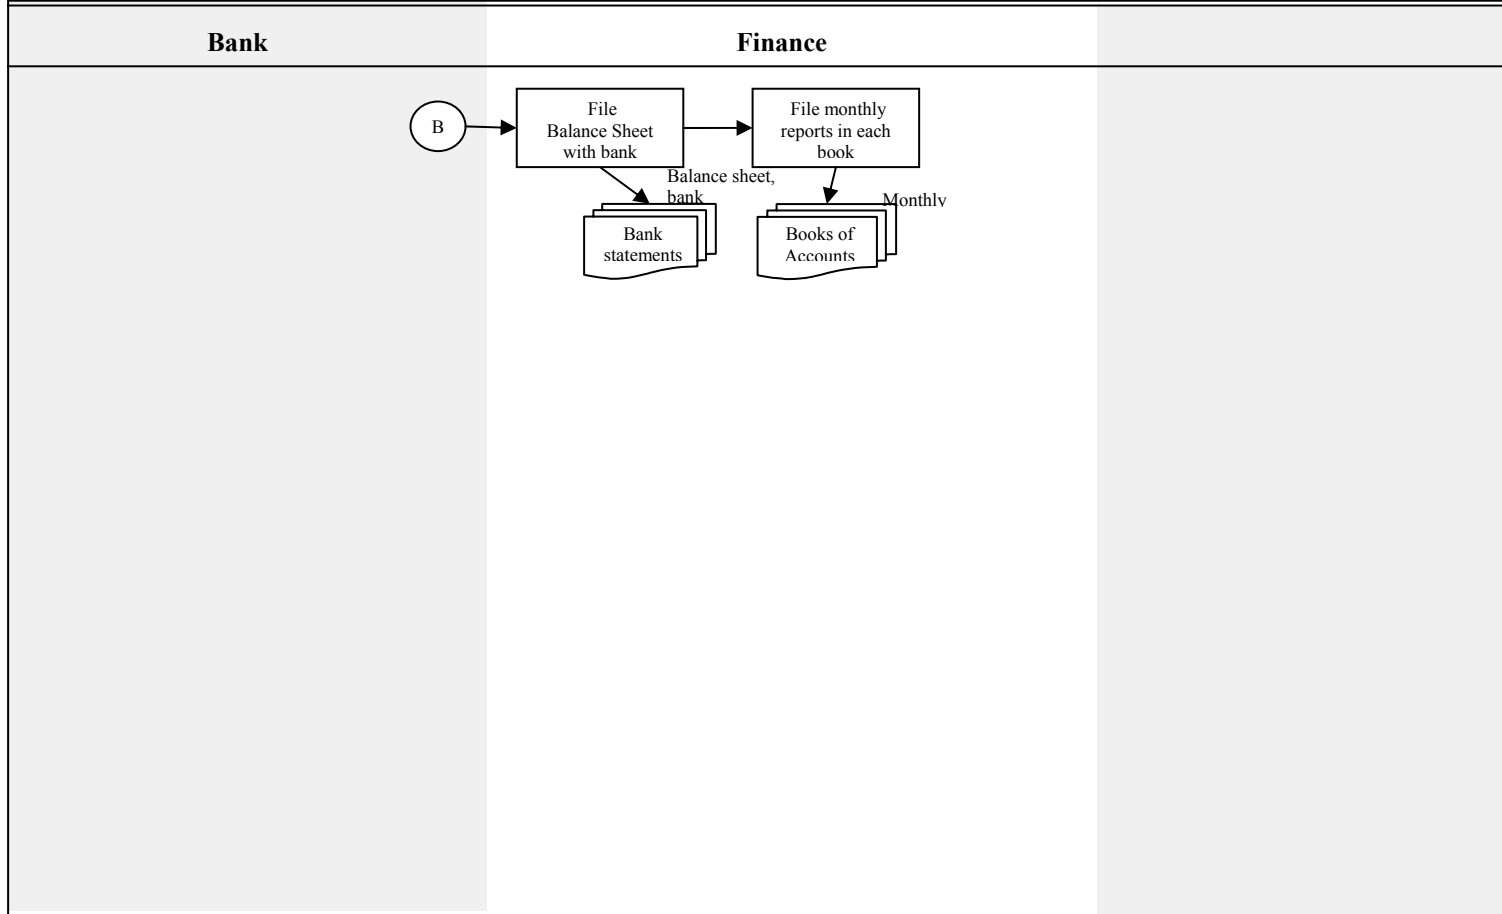 Bank
Finance
B
File
Balance Sheet
with bank
File monthly
reports in each
book
Balance sheet,
bank
Monthly
Bank
statements
Books of
Accounts